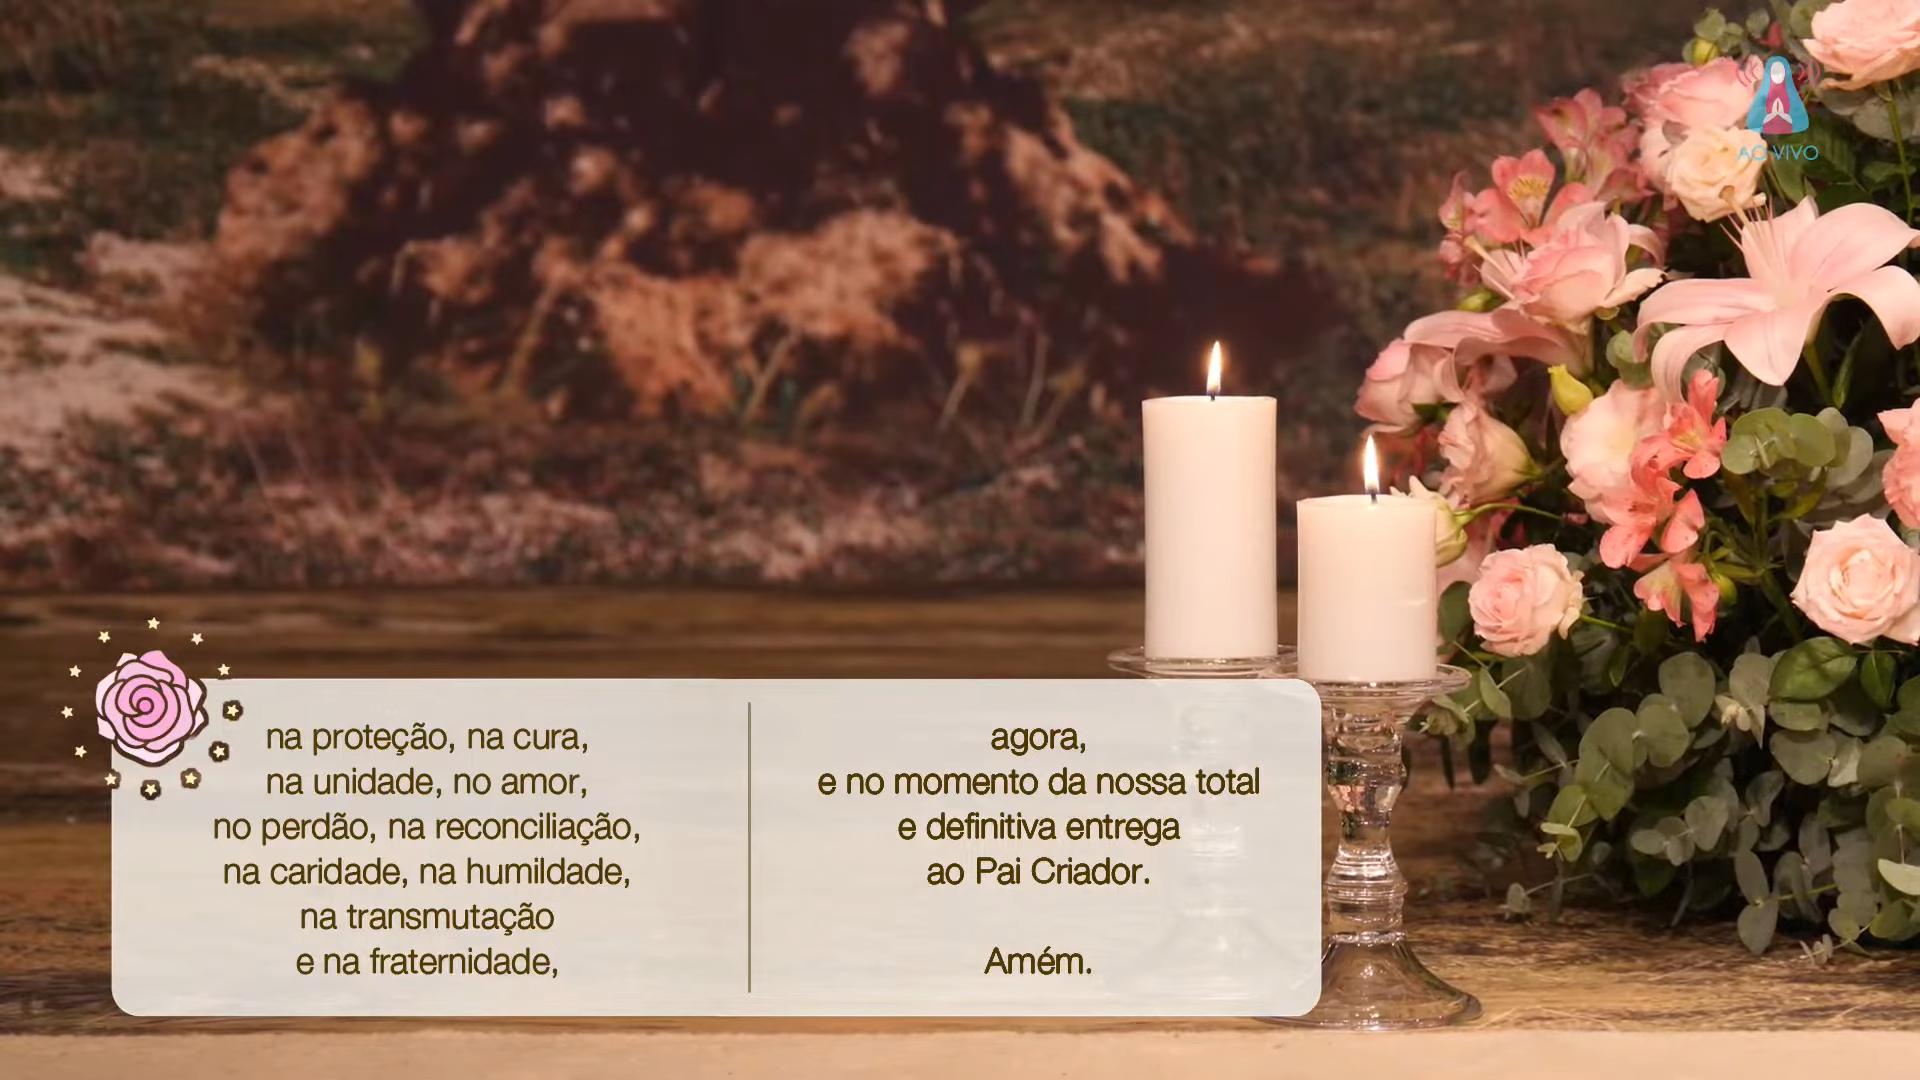 AO VIVO
na proteção, na cura,
na unidade, no amor,
no perdão, na reconciliação,
na caridade, na humildade,
na transmutação
e na fraternidade,
agora,
e no momento da nossa total
e definitiva entrega
ao Pai Criador.
Amém.